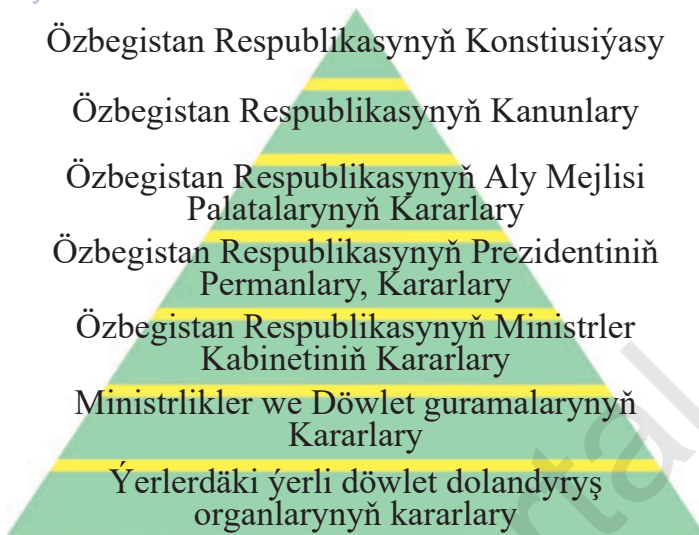 Özbegistan Respublikasynyň Konstiusiýasy
Özbegistan Respublikasynyň Kanunlary
Özbegistan Respublikasynyň Aly Mejlisi
Palatalarynyň Kararlary
Özbegistan Respublikasynyň Prezidentiniň
Permanlary, Kararlary
Özbegistan Respublikasynyň Ministrler
Kabinetiniň Kararlary
Ministrlikler we Döwlet guramalarynyň
Kararlary
Ýerlerdäki ýerli döwlet dolandyryş
organlarynyň kararlary